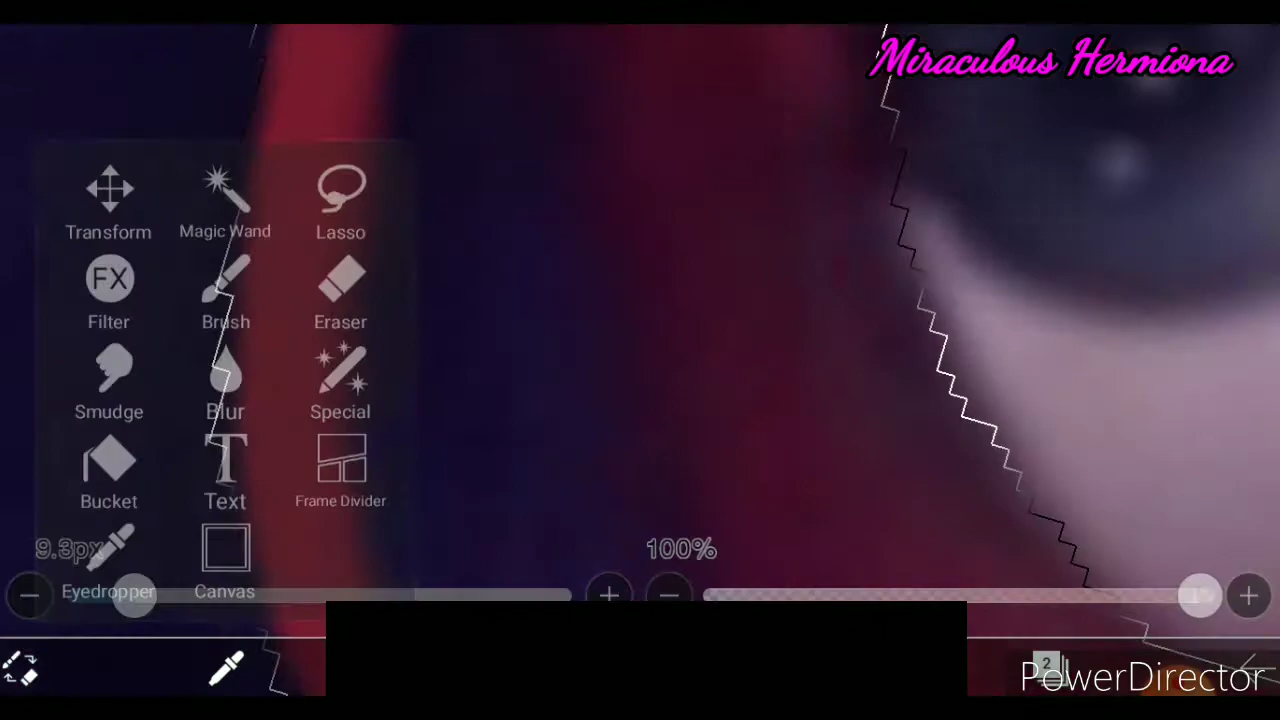 Miraculous Hermiona
Transform
Magic Wand
Lasso
FX
Filter
Brush
Eraser
Smudge
Blur
Special
Bucket
T
Text
Frame Divider
9.3px
100%
Eyedropper
Canvas
2
PowerDirector